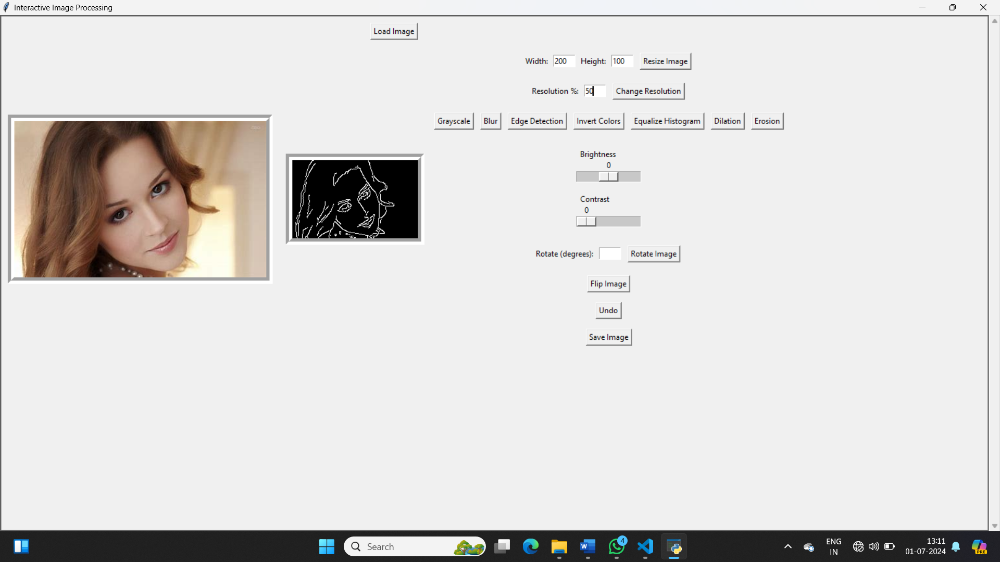 Interactive Image Processing
Load Image
Width: 200 Height: 100 Resize Image
Resolution %: 50 Change Resolution
Grayscale Blur Edge Detection Invert Colors Equalize Histogram Dilation Erosion
Brightness
0
Contrast
0
Rotate (degrees): Rotate Image
Flip Image
Undo
Save Image
Search
4
ENG
IN
13:11
01-07-2024
PRE